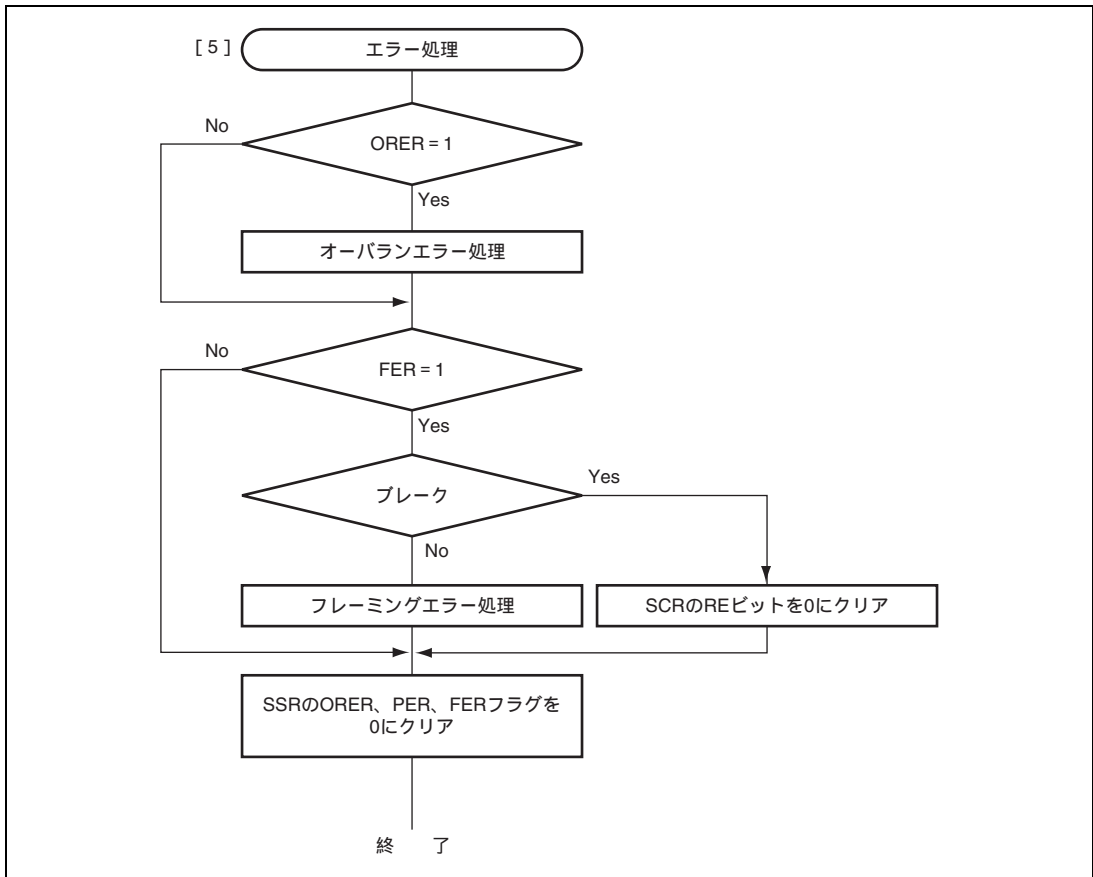 [5] エラー処理
No
ORER = 1
Yes
オーバランエラー処理
No
FER = 1
Yes
ブレーク
Yes
No
フレーミングエラー処理
SCRのREビットを0にクリア
SSRのORER、PER、FERフラグを
0にクリア
終 了